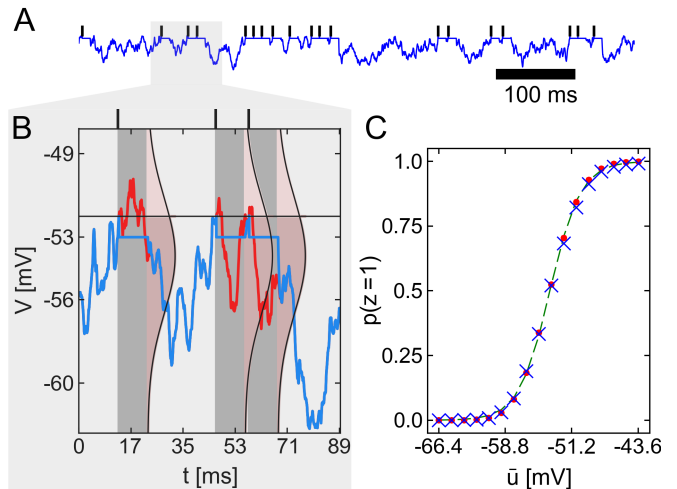 A
100 ms
B
C
V [mV]
-49
-53
-56
-60
0 17 35 53 71 89
t [ms]
p(z = 1)
1.0
0.75
0.5
0.25
0.0
-66.4 -58.8 -51.2 -43.6
ū [mV]